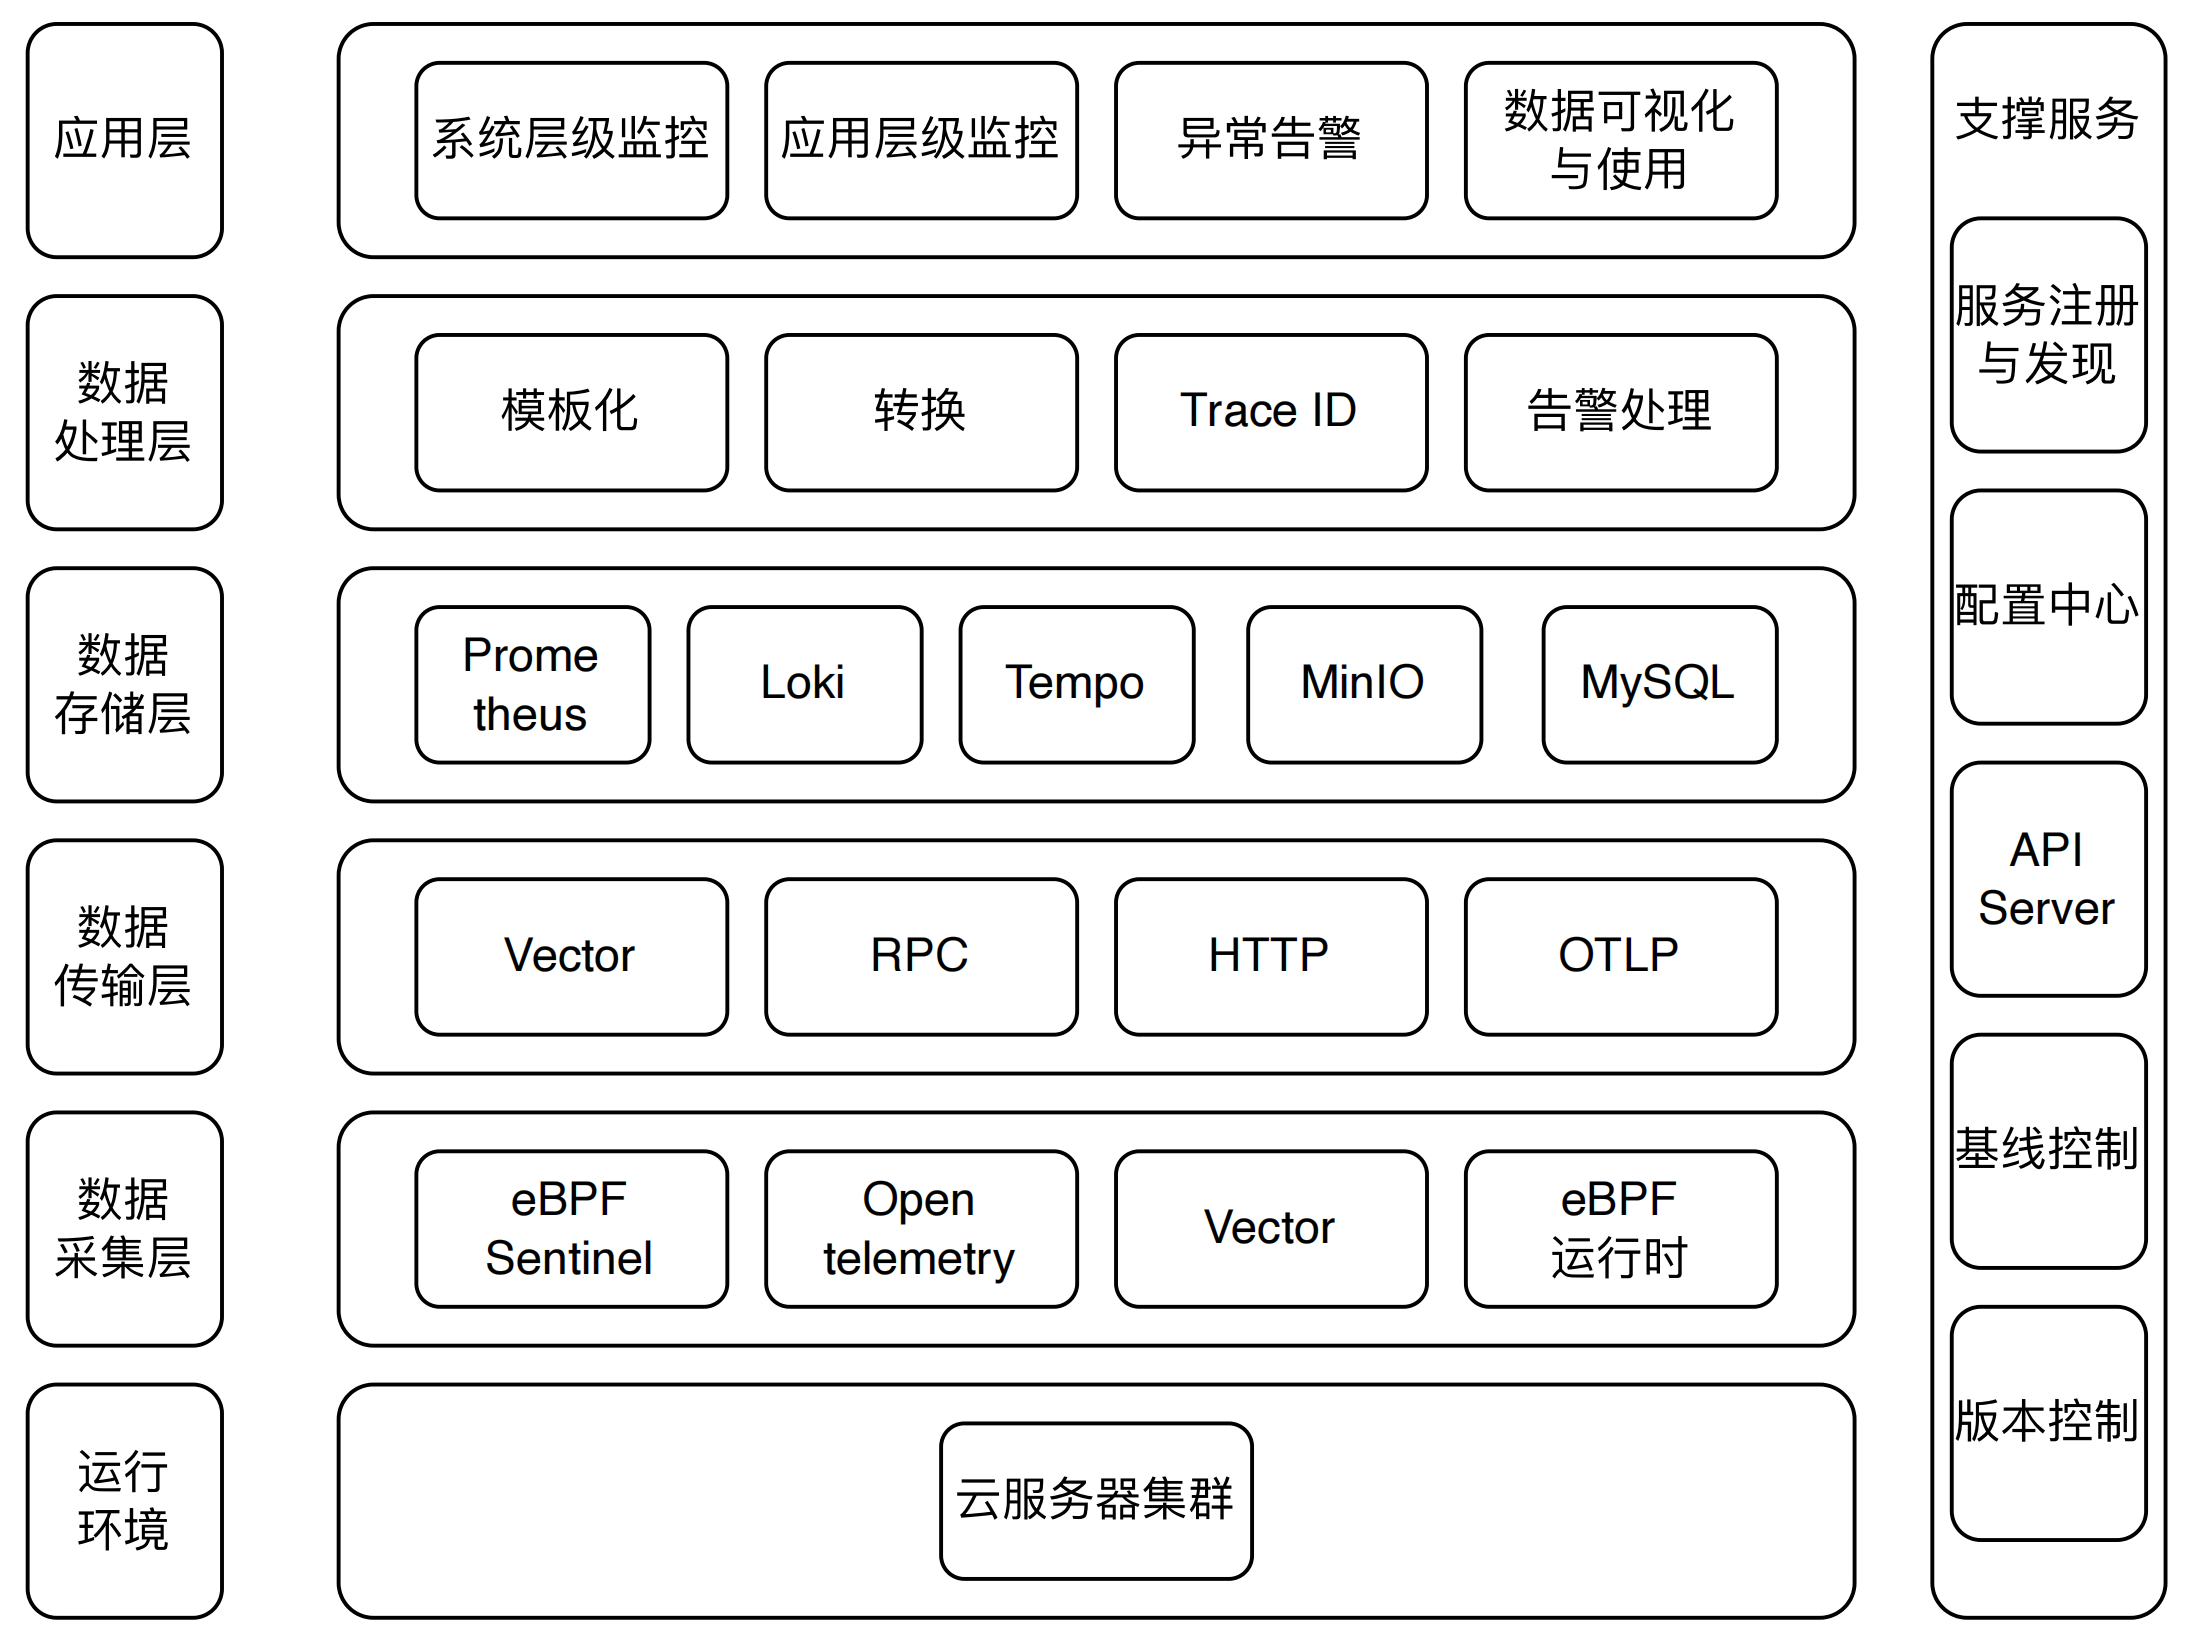 应用层
系统层级监控
应用层级监控
异常告警
数据可视化
与使用
数据
处理层
模板化
转换
Trace ID
告警处理
数据
存储层
Prome
theus
Loki
Tempo
MinIO
MySQL
数据
传输层
Vector
RPC
HTTP
OTLP
数据
采集层
eBPF
Sentinel
Open
telemetry
Vector
eBPF
运行时
运行
环境
云服务器集群
支撑服务
服务注册
与发现
配置中心
API
Server
基线控制
版本控制